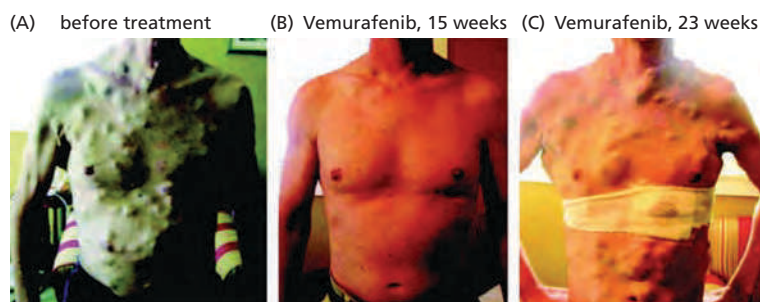 (A) before treatment
(B) Vemurafenib, 15 weeks
(C) Vemurafenib, 23 weeks